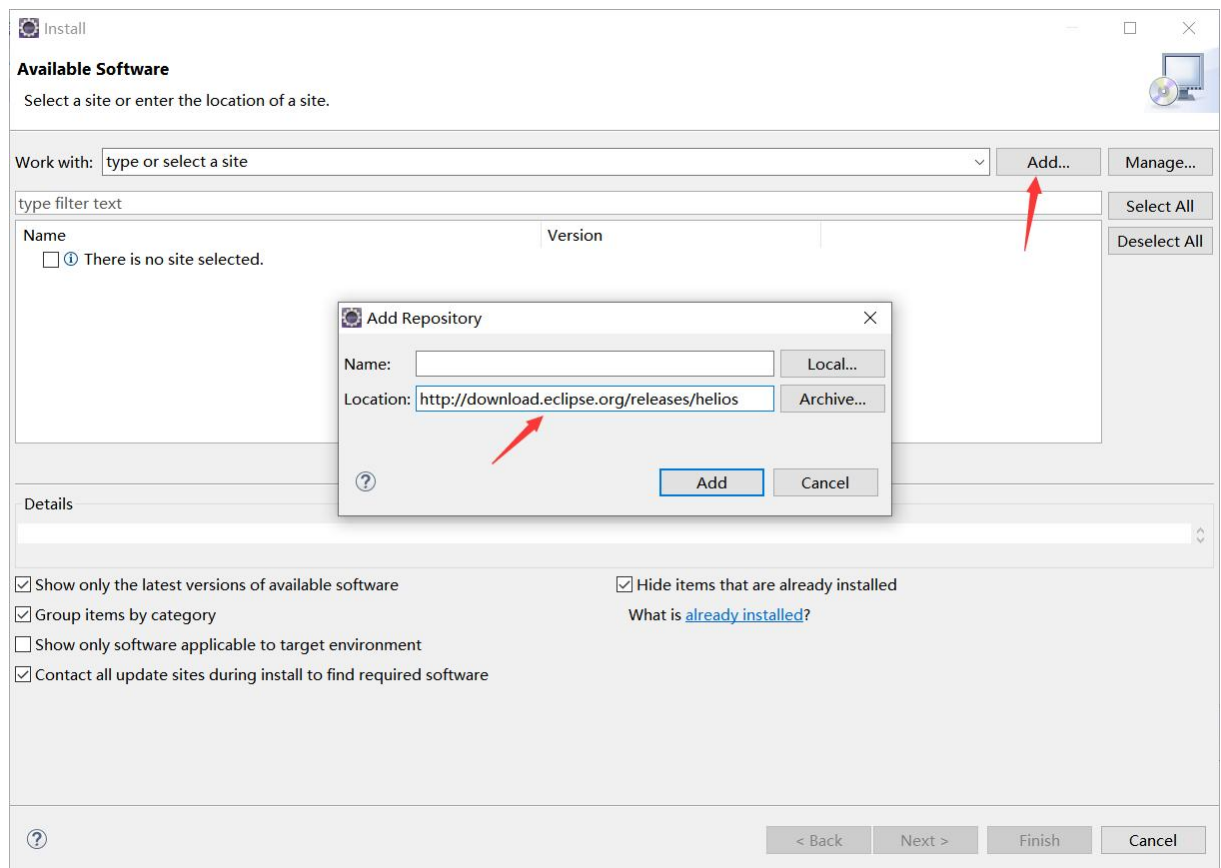 Install
Available Software
Select a site or enter the location of a site.
Work with: type or select a site Add... Manage...
type filter text Select All
Name Version Deselect All
There is no site selected.
Add Repository
Name: Local...
Location: http://download.eclipse.org/releases/helios Archive...
Add Cancel
Details
Show only the latest versions of available software Hide items that are already installed
Group items by category What is already installed?
Show only software applicable to target environment
Contact all update sites during install to find required software
< Back Next > Finish Cancel